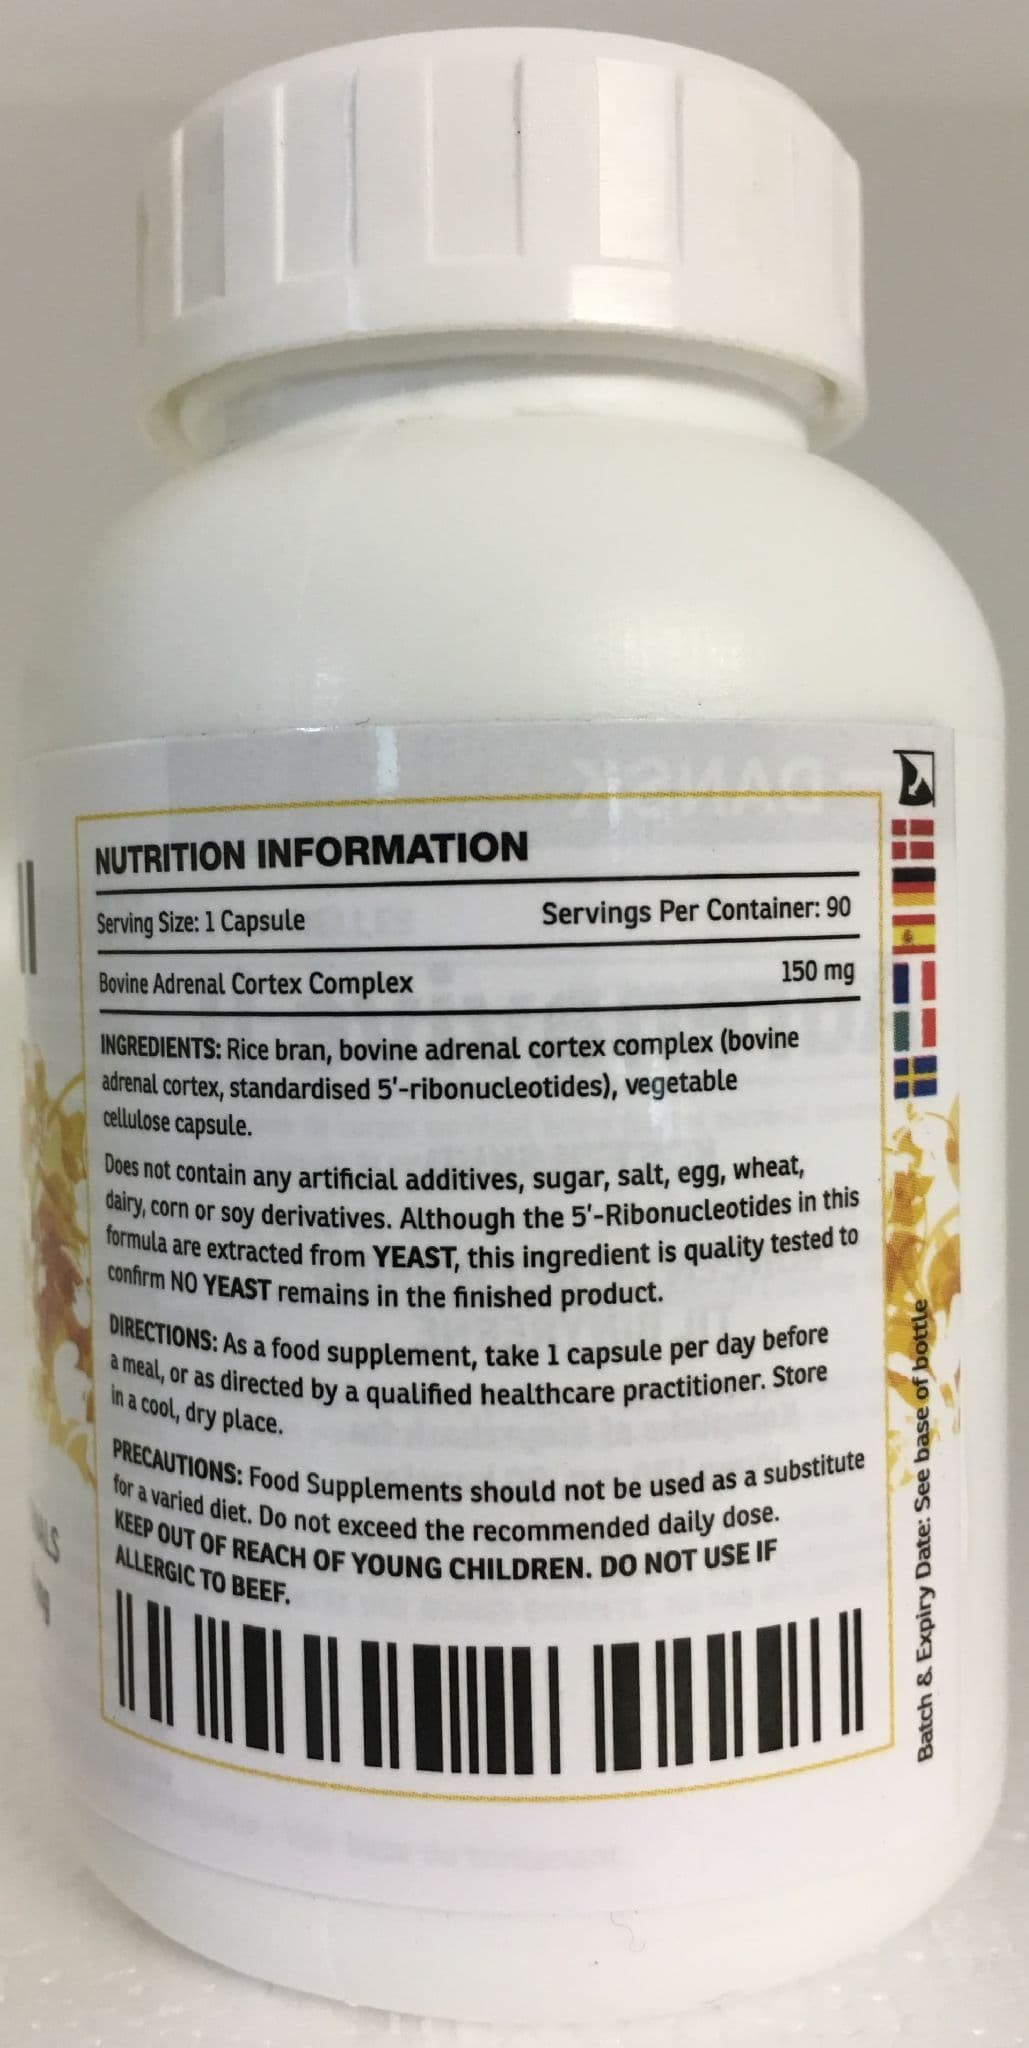 NUTRITION INFORMATION
Serving Size: 1 Capsule Servings Per Container: 90
Bovine Adrenal Cortex Complex 150 mg
INGREDIENTS: Rice bran, bovine adrenal cortex complex (bovine
adrenal cortex, standardised 5'-ribonucleotides), vegetable
cellulose capsule.
Does not contain any artificial additives, sugar, salt, egg, wheat,
dairy, corn or soy derivatives. Although the 5'-Ribonucleotides in this
formula are extracted from YEAST, this ingredient is quality tested to
confirm NO YEAST remains in the finished product.
DIRECTIONS: As a food supplement, take 1 capsule per day before
a meal, or as directed by a qualified healthcare practitioner. Store
in a cool, dry place.
PRECAUTIONS: Food Supplements should not be used as a substitute
for a varied diet. Do not exceed the recommended daily dose.
KEEP OUT OF REACH OF YOUNG CHILDREN. DO NOT USE IF
ALLERGIC TO BEEF.
Batch & Expiry Date: See base of bottle
DANSK